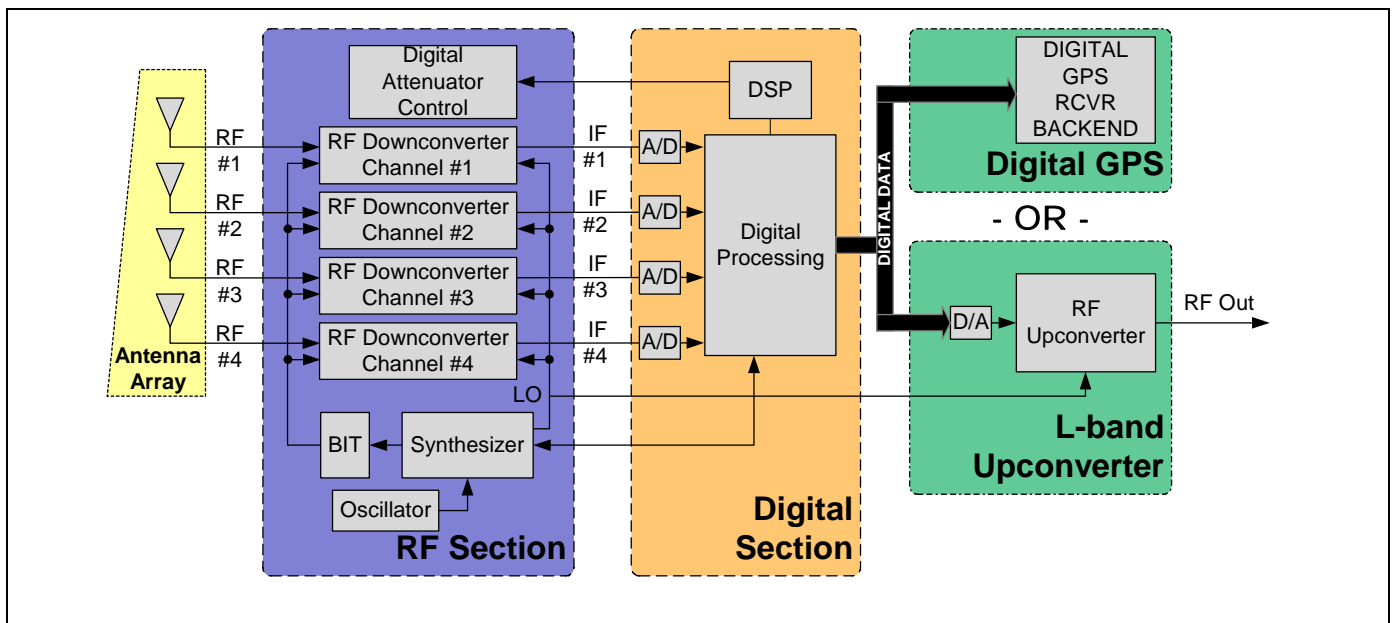 Antenna
Array
RF
#1
RF
#2
RF
#3
RF
#4
Digital
Attenuator
Control
RF Downconverter
Channel #1
RF Downconverter
Channel #2
RF Downconverter
Channel #3
RF Downconverter
Channel #4
LO
BIT
Synthesizer
Oscillator
RF Section
IF
#1
IF
#2
IF
#3
IF
#4
A/D
A/D
A/D
A/D
DSP
Digital
Processing
Digital
Section
DIGITAL DATA
DIGITAL
GPS
RCVR
BACKEND
Digital GPS
- OR -
D/A
RF
Upconverter
RF Out
L-band
Upconverter